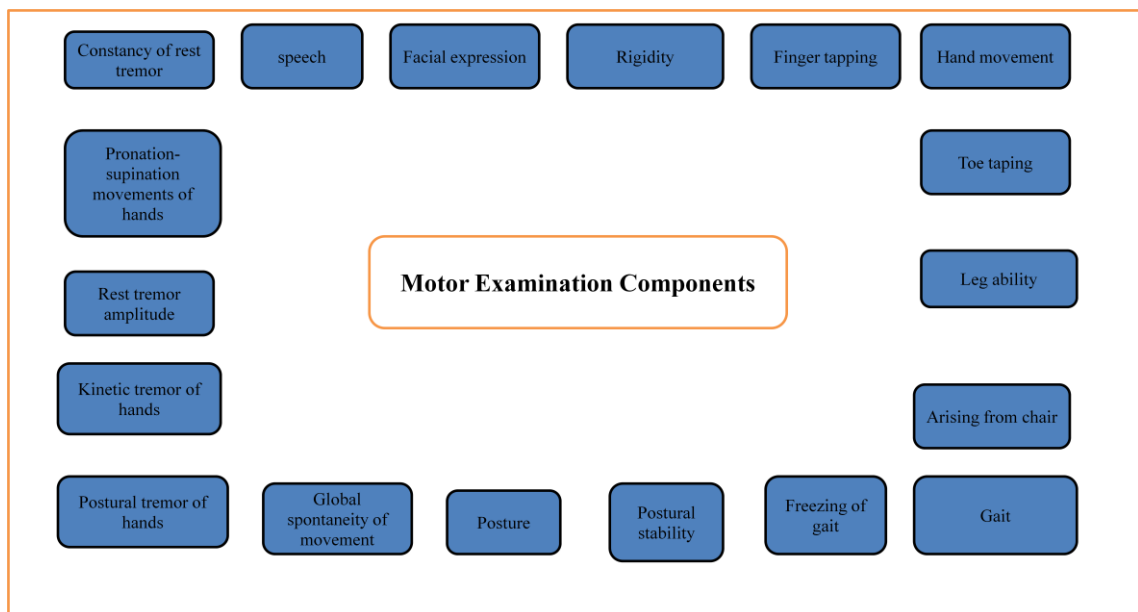 Constancy of rest
tremor
speech
Facial expression
Rigidity
Finger tapping
Hand movement
Pronation-
supination
movements of
hands
Toe taping
Motor Examination Components
Leg ability
Rest tremor
amplitude
Kinetic tremor of
hands
Arising from chair
Postural tremor of
hands
Global
spontaneity of
movement
Posture
Postural
stability
Freezing of
gait
Gait